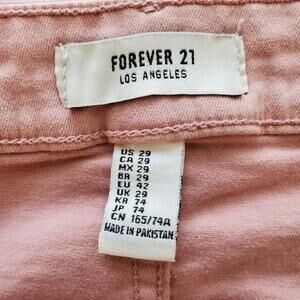 FOREVER 21
LOS ANGELES
US 29
CA 29
MX 29
BR 29
EU 42
UK 29
KR 74
JP 74
CN 165/74A
MADE IN PAKISTAN